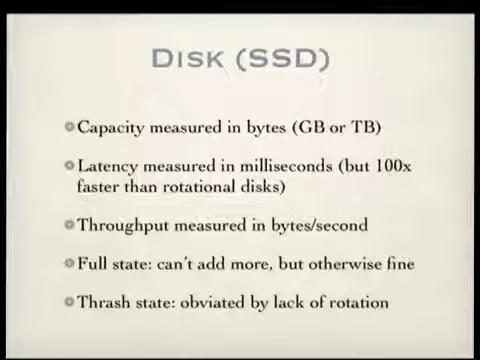 Disk (SSD)
Capacity measured in bytes (GB or TB)
Latency measured in milliseconds (but 100x
faster than rotational disks)
Throughput measured in bytes/second
Full state: can't add more, but otherwise fine
Thrash state: obviated by lack of rotation